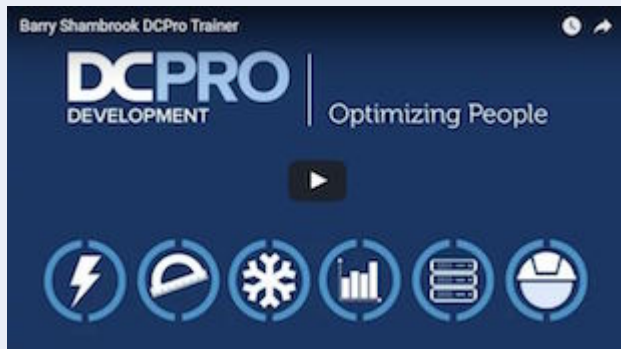 Barry Shambrook DCPro Trainer
DCPRO
DEVELOPMENT
Optimizing People